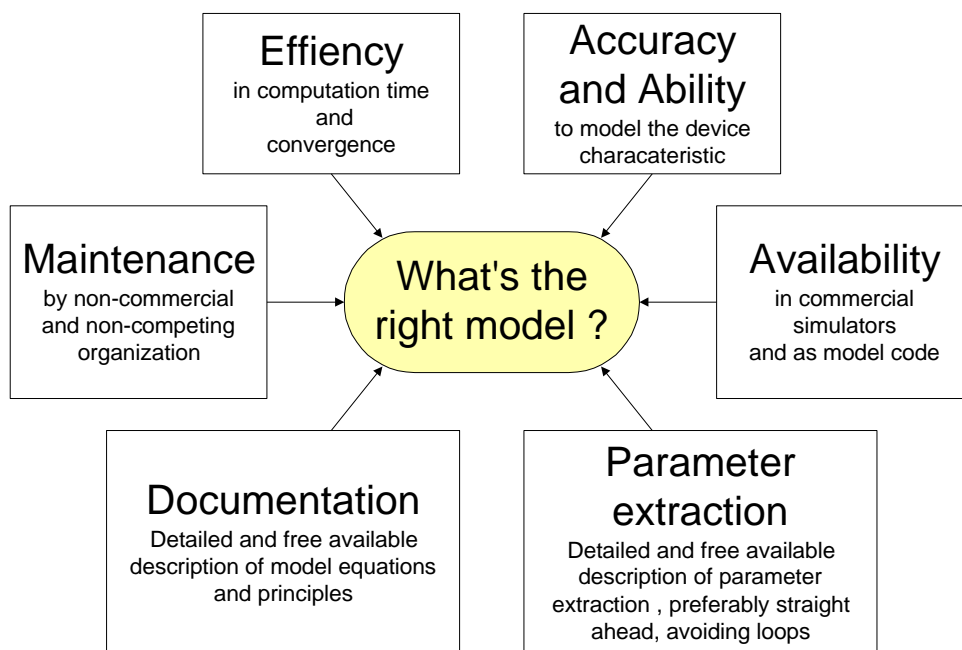 Effiency
in computation time
and
convergence
Accuracy
and Ability
to model the device
characateristic
Maintenance
by non-commercial
and non-competing
organization
What's the
right model ?
Availability
in commercial
simulators
and as model code
Documentation
Detailed and free available
description of model equations
and principles
Parameter
extraction
Detailed and free available
description of parameter
extraction , preferably straight
ahead, avoiding loops